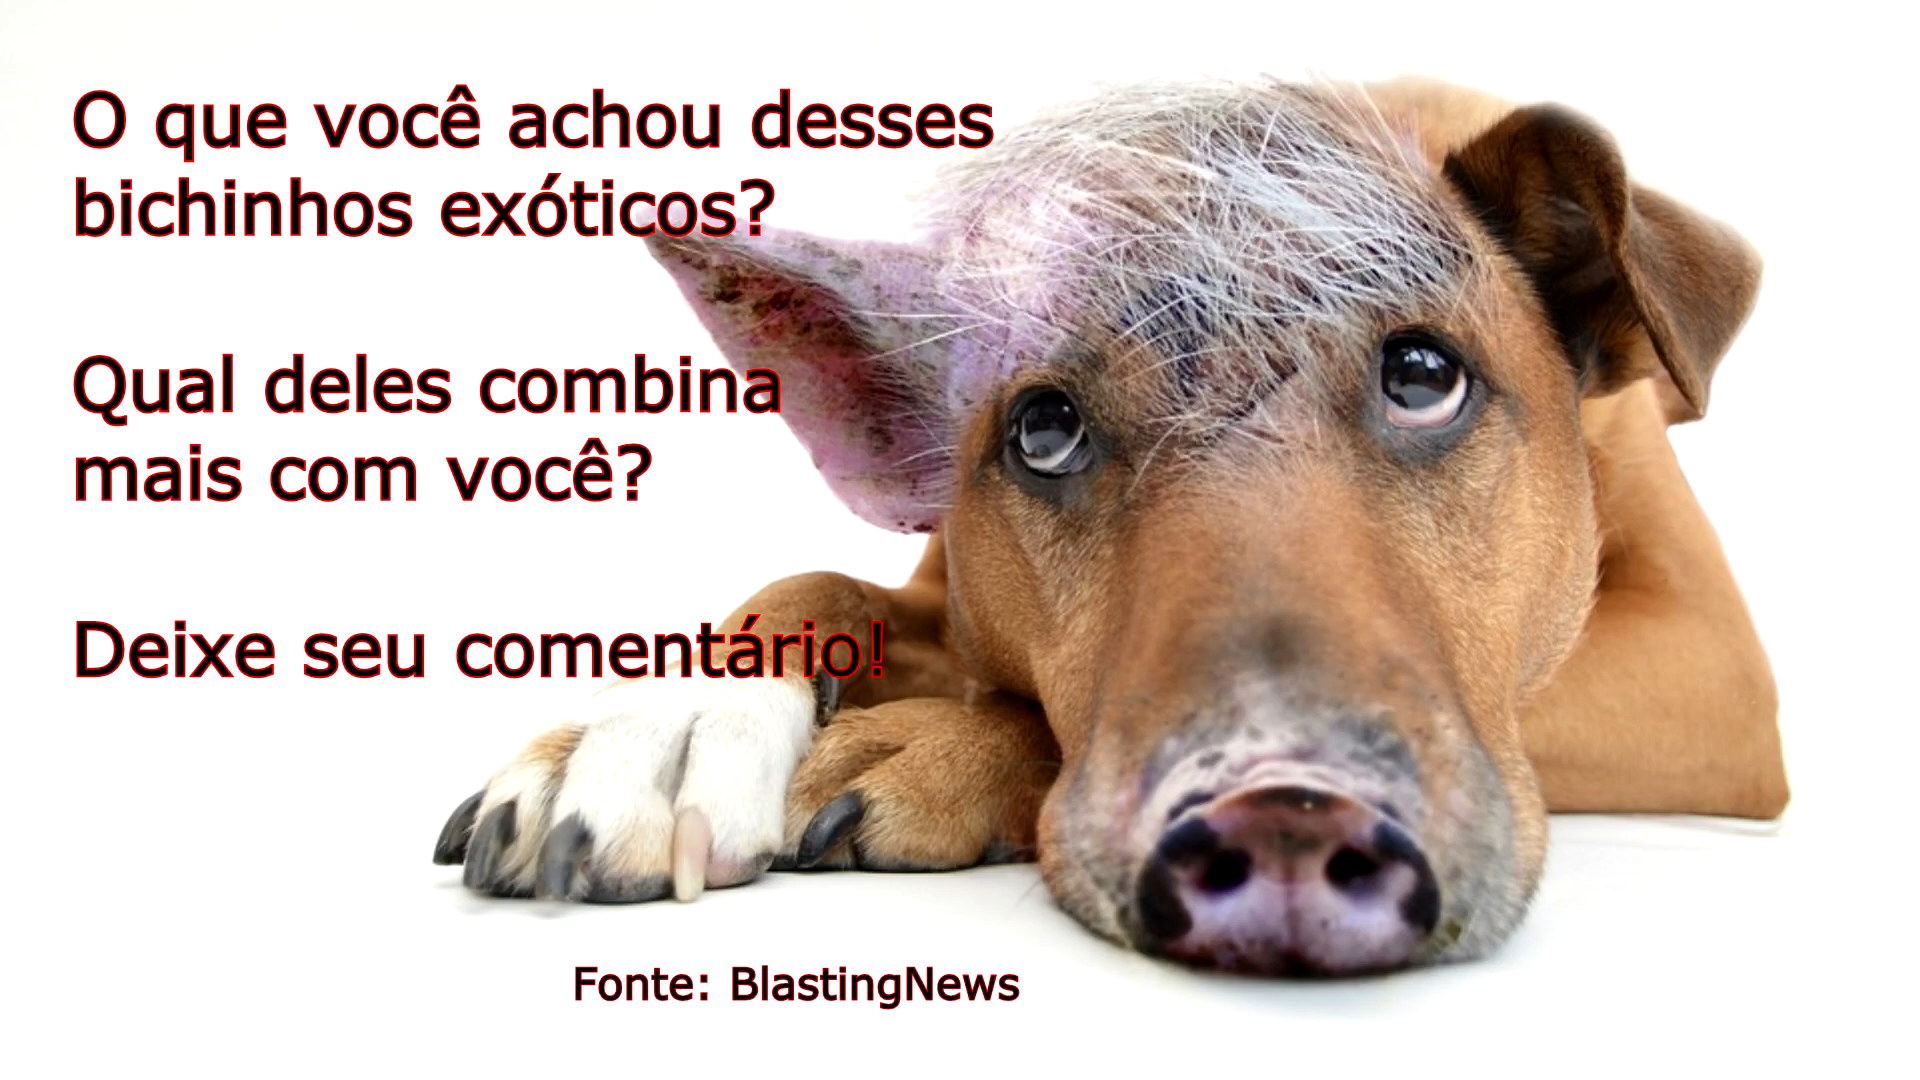 O que você achou desses
bichinhos exóticos?
Qual deles combina
mais com você?
Deixe seu comentário!
Fonte: BlastingNews